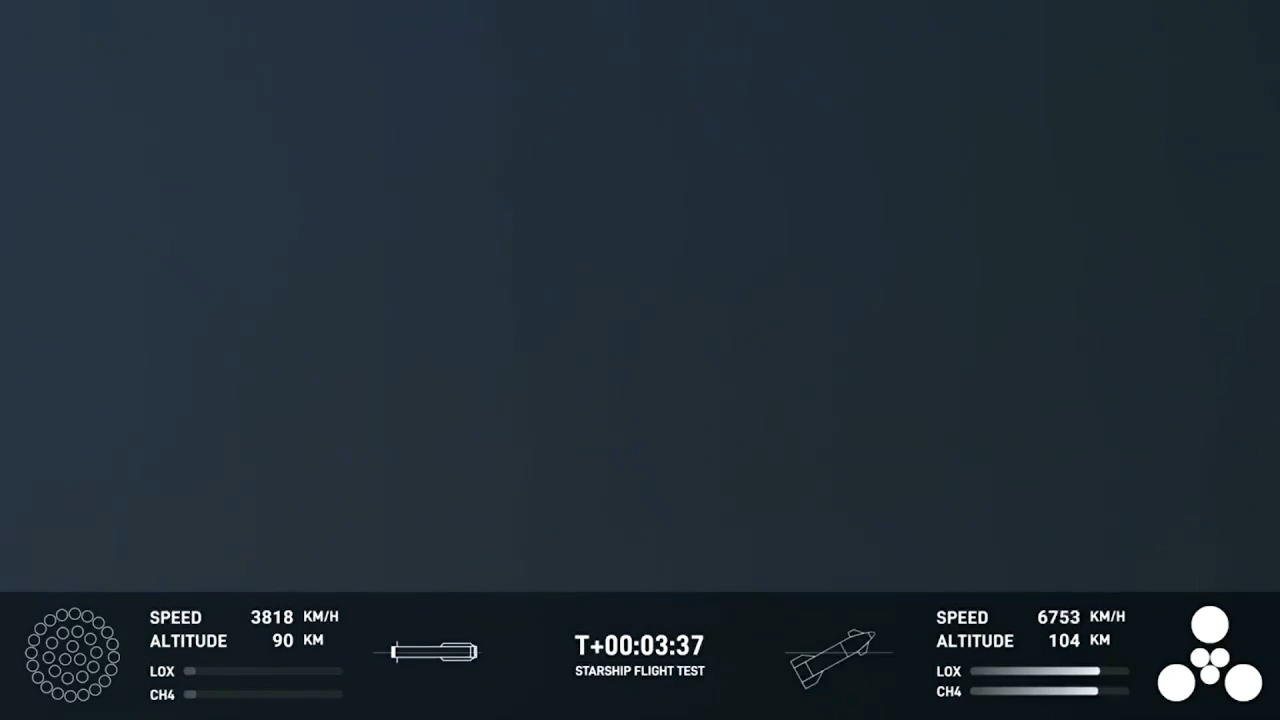 SPEED 3818 KM/H
ALTITUDE 90 KM
LOX
CH4
T+00:03:37
STARSHIP FLIGHT TEST
SPEED 6753 KM/H
ALTITUDE 104 KM
LOX
CH4